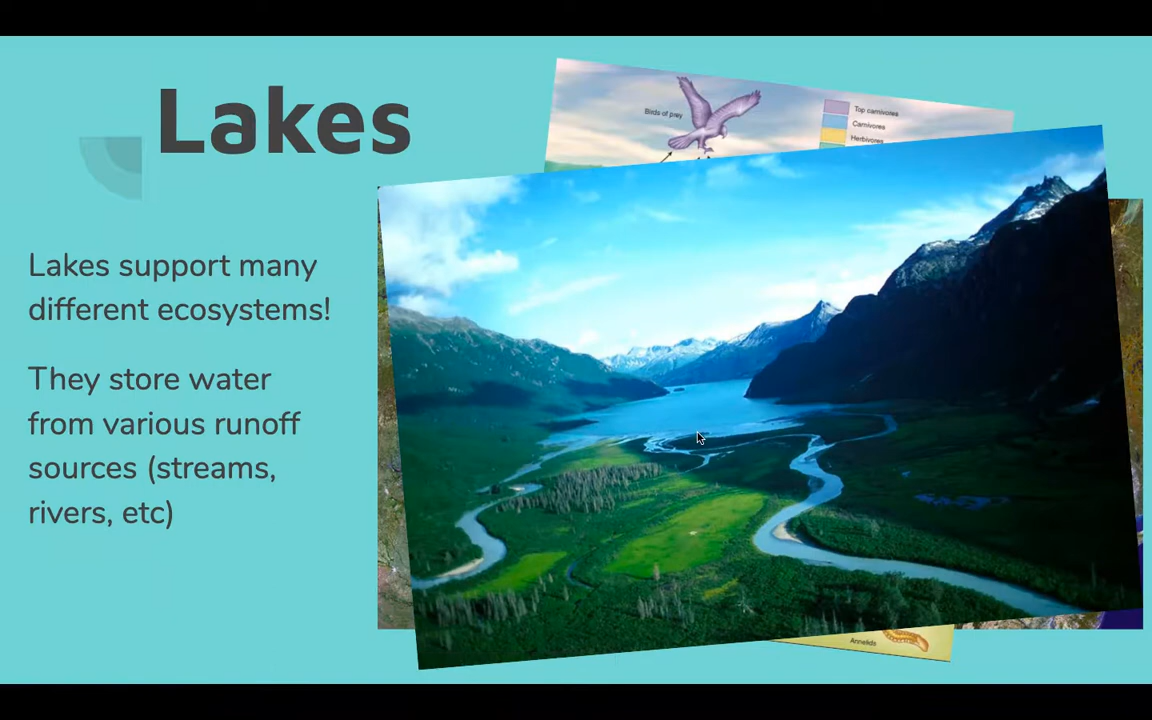 Lakes
Birds of prey
Top carnivores
Carnivores
Herbivores
Lakes support many
different ecosystems!
They store water
from various runoff
sources (streams,
rivers, etc)
Annelids